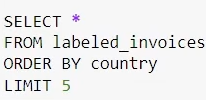 SELECT *
FROM labeled_invoices
ORDER BY country
LIMIT 5